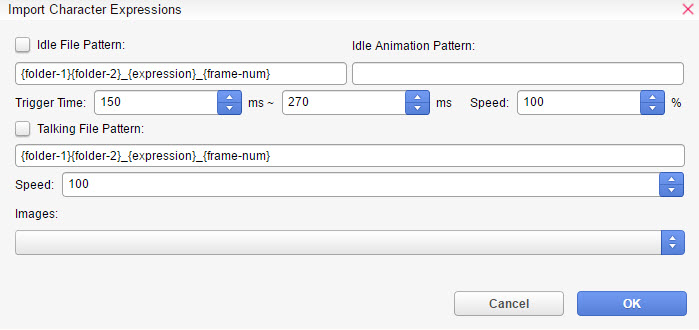 Import Character Expressions
Idle File Pattern: Idle Animation Pattern:
{folder-1}{folder-2}_{expression}_{frame-num}
Trigger Time: 150 ms ~ 270 ms Speed: 100 %
Talking File Pattern:
{folder-1}{folder-2}_{expression}_{frame-num}
Speed: 100
Images:
Cancel OK